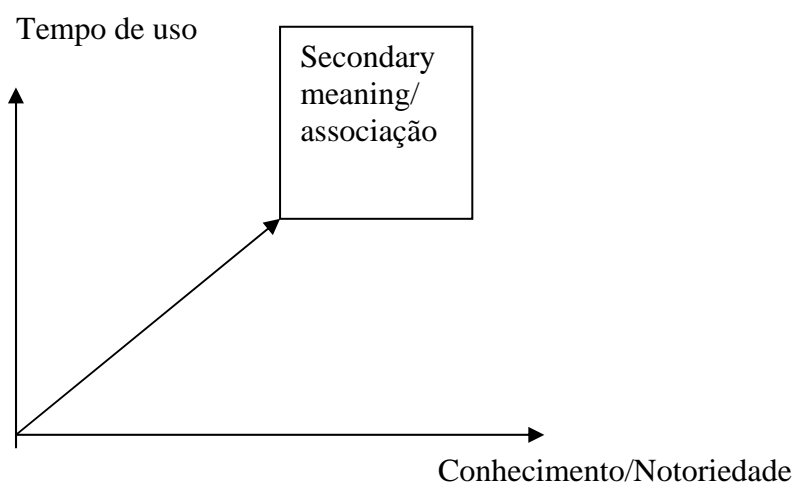 Tempo de uso
Secondary
meaning/
associação
Conhecimento/Notoriedade